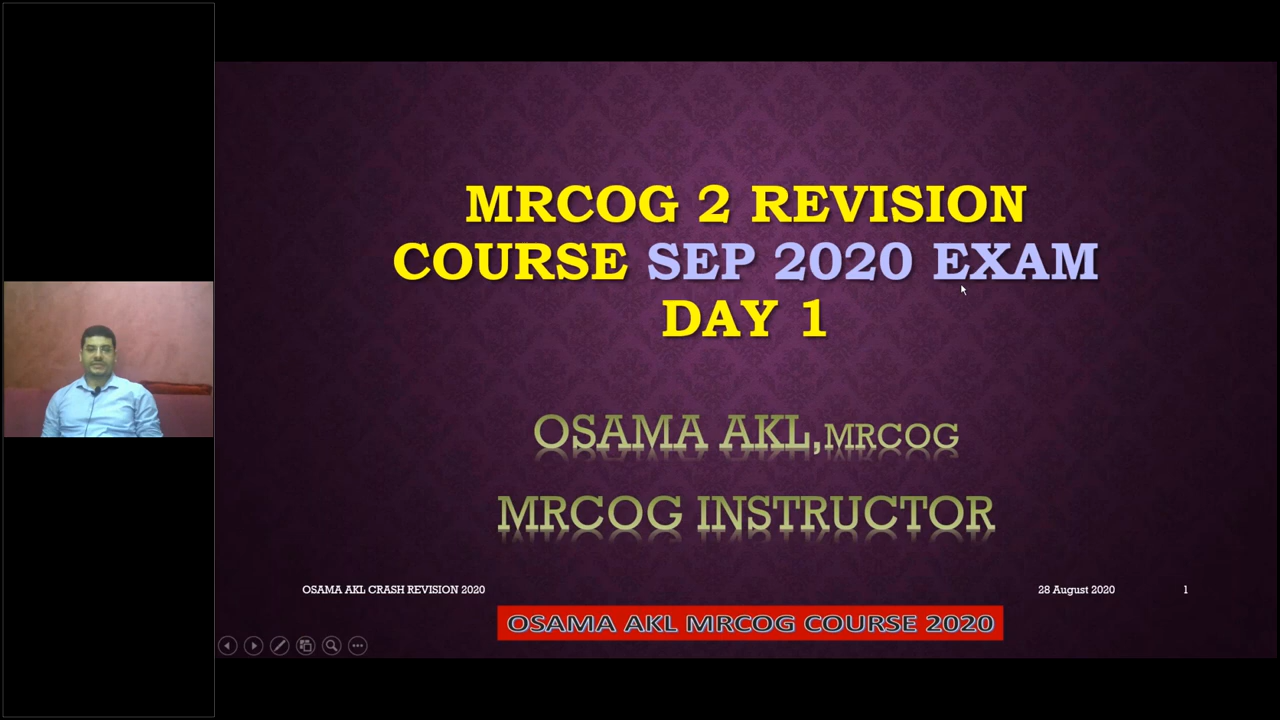 MRCOG 2 REVISION
COURSE SEP 2020 EXAM
DAY 1
OSAMA AKL,MRCOG
MRCOG INSTRUCTOR
OSAMA AKL CRASH REVISION 2020
28 August 2020
1
OSAMA AKL MRCOG COURSE 2020